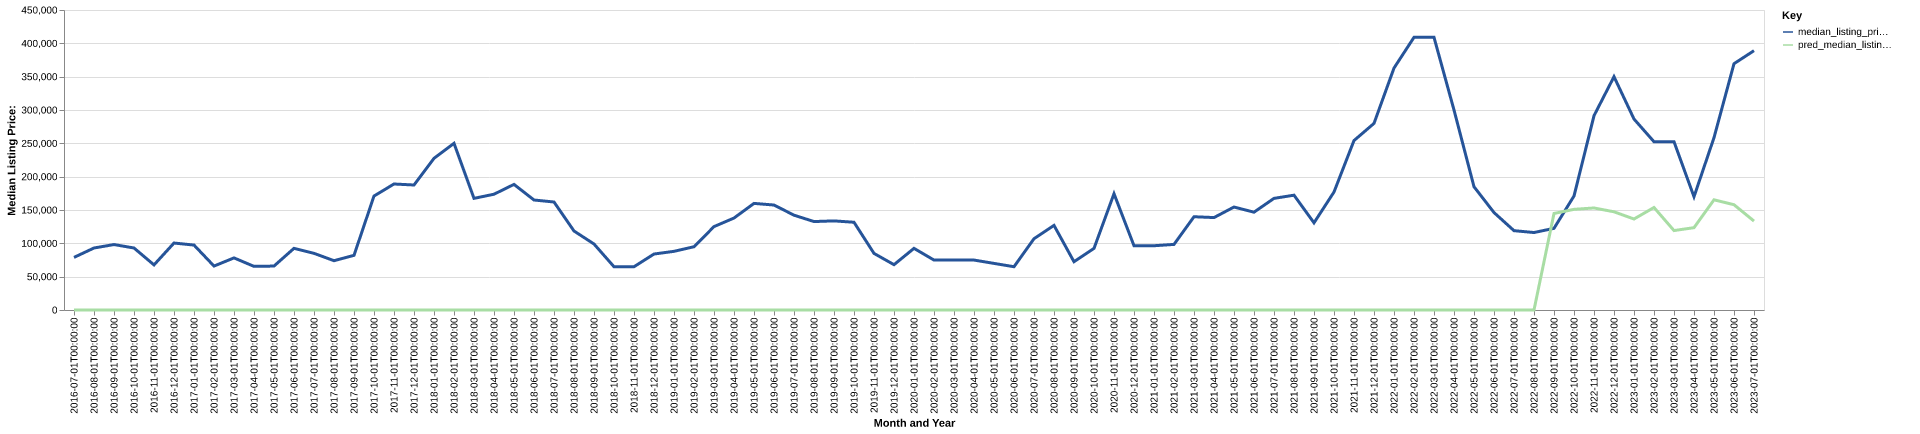 450,000
400,000
350,000
300,000
250,000
200,000
150,000
100,000
50,000
0
Median Listing Price:
2016-07-01T00:00:00
2016-08-01T00:00:00
2016-09-01T00:00:00
2016-10-01T00:00:00
2016-11-01T00:00:00
2016-12-01T00:00:00
2017-01-01T00:00:00
2017-02-01T00:00:00
2017-03-01T00:00:00
2017-04-01T00:00:00
2017-05-01T00:00:00
2017-06-01T00:00:00
2017-07-01T00:00:00
2017-08-01T00:00:00
2017-09-01T00:00:00
2017-10-01T00:00:00
2017-11-01T00:00:00
2017-12-01T00:00:00
2018-01-01T00:00:00
2018-02-01T00:00:00
2018-03-01T00:00:00
2018-04-01T00:00:00
2018-05-01T00:00:00
2018-06-01T00:00:00
2018-07-01T00:00:00
2018-08-01T00:00:00
2018-09-01T00:00:00
2018-10-01T00:00:00
2018-11-01T00:00:00
2018-12-01T00:00:00
2019-01-01T00:00:00
2019-02-01T00:00:00
2019-03-01T00:00:00
2019-04-01T00:00:00
2019-05-01T00:00:00
2019-06-01T00:00:00
2019-07-01T00:00:00
2019-08-01T00:00:00
2019-09-01T00:00:00
2019-10-01T00:00:00
2019-11-01T00:00:00
2019-12-01T00:00:00
2020-01-01T00:00:00
2020-02-01T00:00:00
2020-03-01T00:00:00
2020-04-01T00:00:00
2020-05-01T00:00:00
2020-06-01T00:00:00
2020-07-01T00:00:00
2020-08-01T00:00:00
2020-09-01T00:00:00
2020-10-01T00:00:00
2020-11-01T00:00:00
2020-12-01T00:00:00
2021-01-01T00:00:00
2021-02-01T00:00:00
2021-03-01T00:00:00
2021-04-01T00:00:00
2021-05-01T00:00:00
2021-06-01T00:00:00
2021-07-01T00:00:00
2021-08-01T00:00:00
2021-09-01T00:00:00
2021-10-01T00:00:00
2021-11-01T00:00:00
2021-12-01T00:00:00
2022-01-01T00:00:00
2022-02-01T00:00:00
2022-03-01T00:00:00
2022-04-01T00:00:00
2022-05-01T00:00:00
2022-06-01T00:00:00
2022-07-01T00:00:00
2022-08-01T00:00:00
2022-09-01T00:00:00
2022-10-01T00:00:00
2022-11-01T00:00:00
2022-12-01T00:00:00
2023-01-01T00:00:00
2023-02-01T00:00:00
2023-03-01T00:00:00
2023-04-01T00:00:00
2023-05-01T00:00:00
2023-06-01T00:00:00
2023-07-01T00:00:00
Month and Year
Key
median_listing_pri…
pred_median_listin…